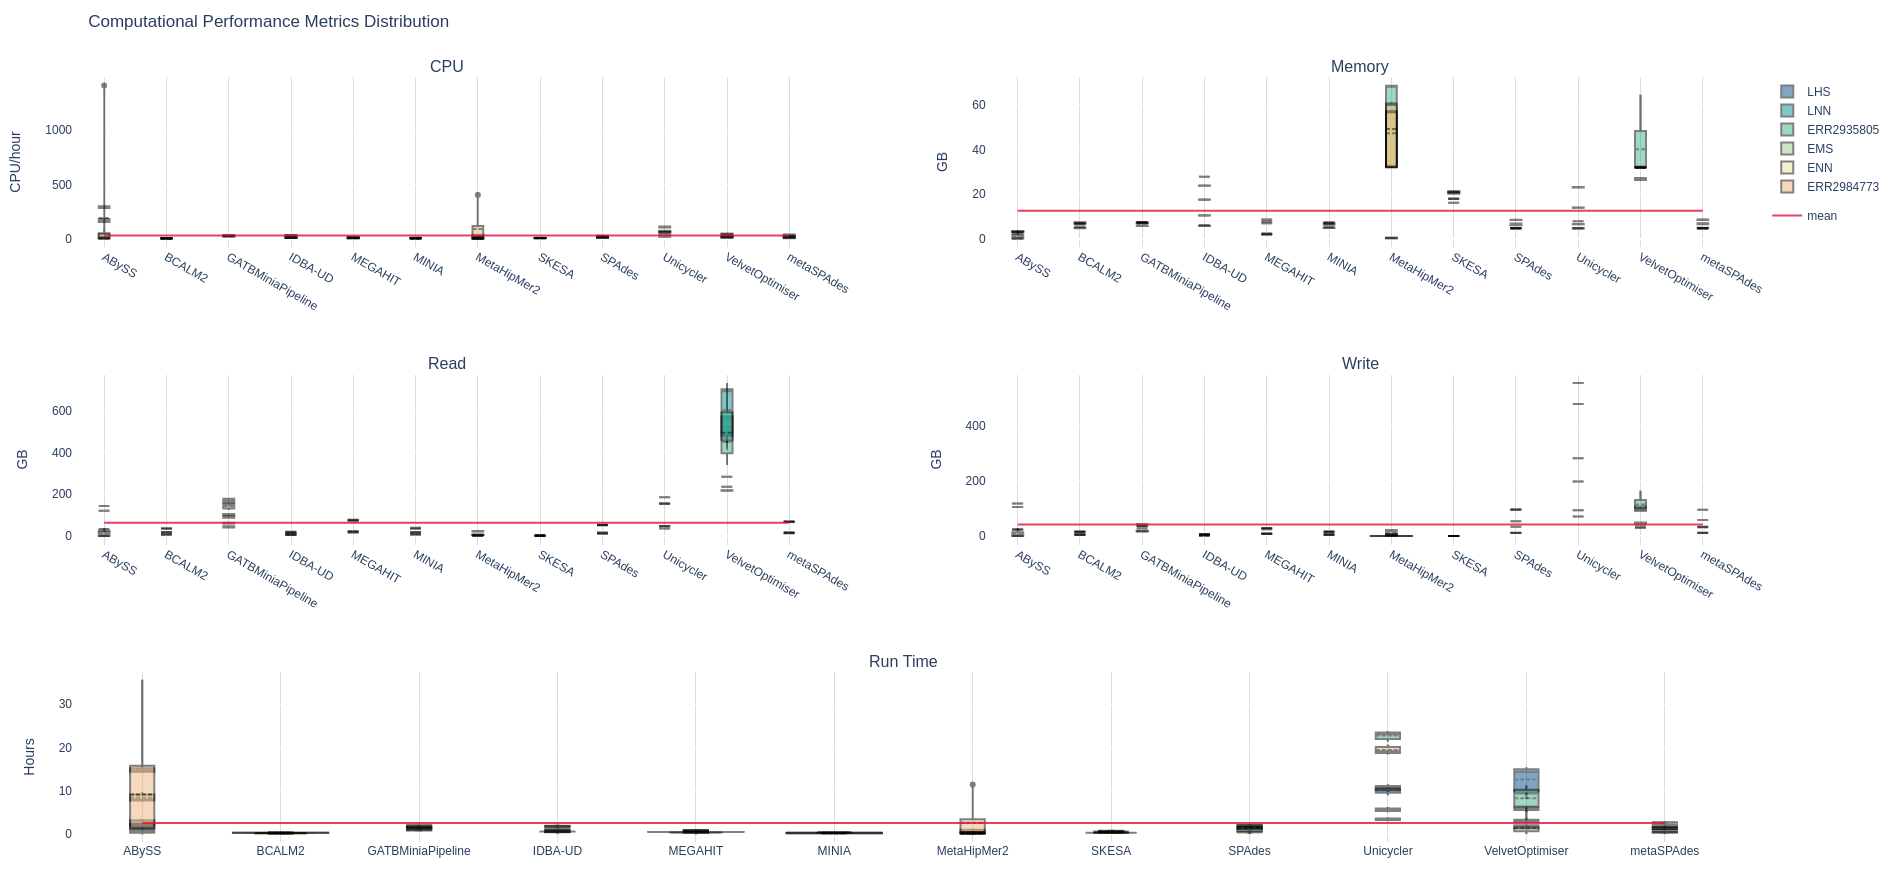 Computational Performance Metrics Distribution
CPU
CPU/hour
1000
500
0
ABySS
BCALM2
GATBMiniaPipeline
IDBA-UD
MEGAHIT
MINIA
MetaHipMer2
SKESA
SPAdes
Unicycler
VelvetOptimiser
metaSPAdes
Memory
GB
60
40
20
0
ABySS
BCALM2
GATBMiniaPipeline
IDBA-UD
MEGAHIT
MINIA
MetaHipMer2
SKESA
SPAdes
Unicycler
VelvetOptimiser
metaSPAdes
LHS
LNN
ERR2935805
EMS
ENN
ERR2984773
mean
Read
GB
600
400
200
0
ABySS
BCALM2
GATBMiniaPipeline
IDBA-UD
MEGAHIT
MINIA
MetaHipMer2
SKESA
SPAdes
Unicycler
VelvetOptimiser
metaSPAdes
Write
GB
400
200
0
ABySS
BCALM2
GATBMiniaPipeline
IDBA-UD
MEGAHIT
MINIA
MetaHipMer2
SKESA
SPAdes
Unicycler
VelvetOptimiser
metaSPAdes
Run Time
Hours
30
20
10
0
ABySS
BCALM2
GATBMiniaPipeline
IDBA-UD
MEGAHIT
MINIA
MetaHipMer2
SKESA
SPAdes
Unicycler
VelvetOptimiser
metaSPAdes